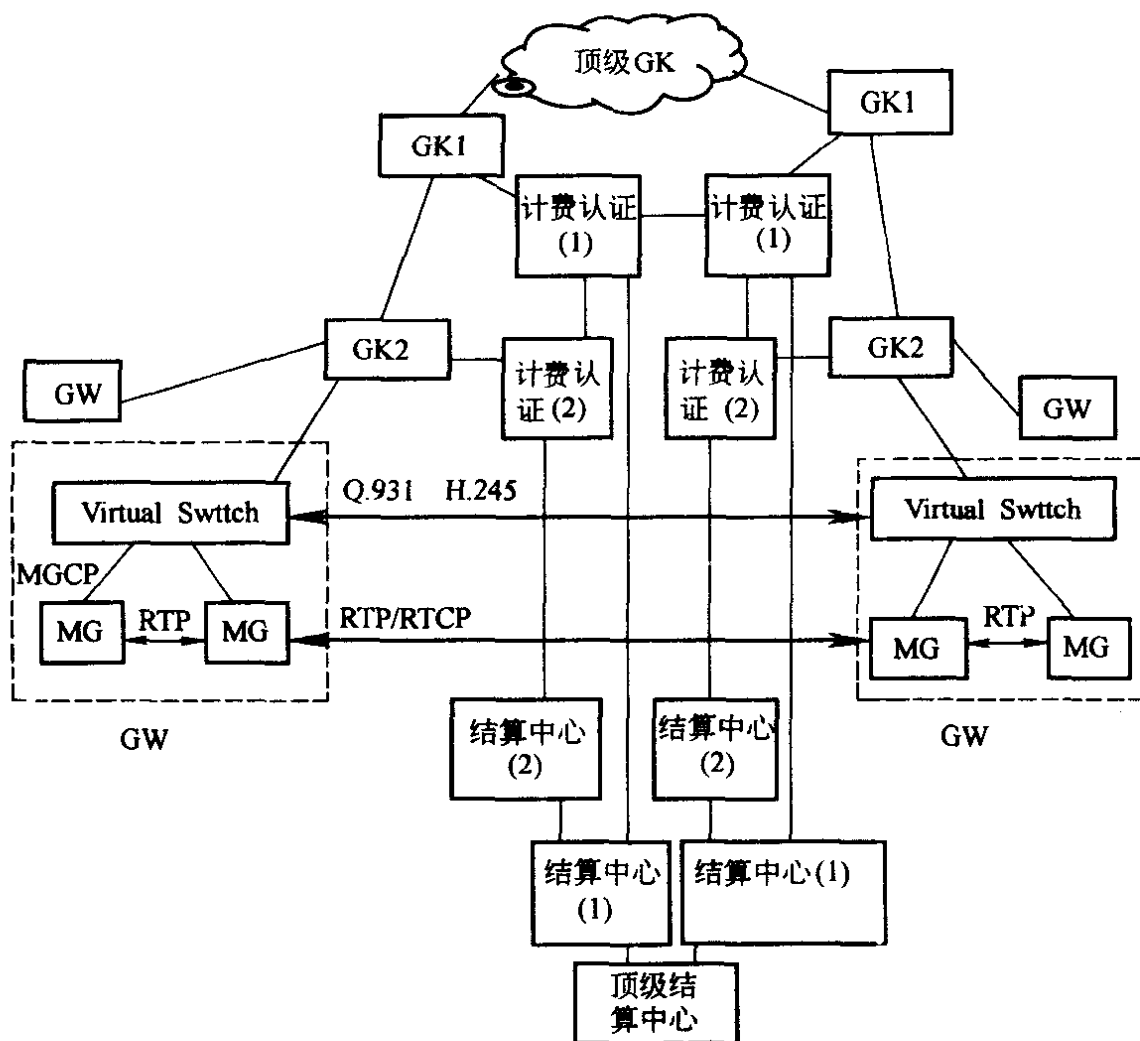 顶级GK
GK1
GK1
计费认证
(1)
计费认证
(1)
GK2
GK2
计费认
证(2)
计费认
证(2)
GW
GW
Virtual Swttch
Q.931 H.245
Virtual Swttch
MGCP
MG
RTP
MG
RTP/RTCP
MG
RTP
MG
GW
GW
结算中心
(2)
结算中心
(2)
结算中心
(1)
结算中心(1)
顶级结
算中心